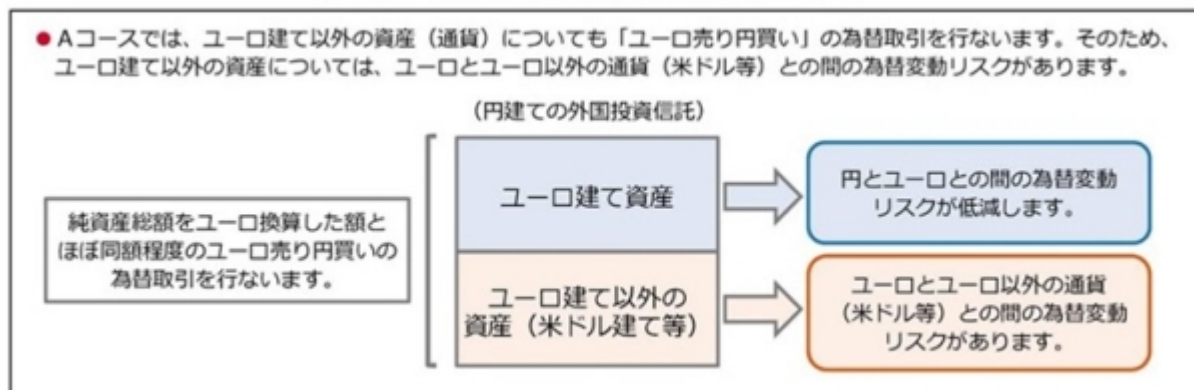 ● Aコースでは、ユーロ建て以外の資産（通貨）についても「ユーロ売り円買い」の為替取引を行ないます。そのため、
ユーロ建て以外の資産については、ユーロとユーロ以外の通貨（米ドル等）との間の為替変動リスクがあります。
（円建ての外国投資信託）
純資産総額をユーロ換算した額と
ほぼ同額程度のユーロ売り円買いの
為替取引を行ないます。
ユーロ建て資産
円とユーロとの間の為替変動
リスクが低減します。
ユーロ建て以外の
資産（米ドル建て等）
ユーロとユーロ以外の通貨
（米ドル等）との間の為替変動
リスクがあります。